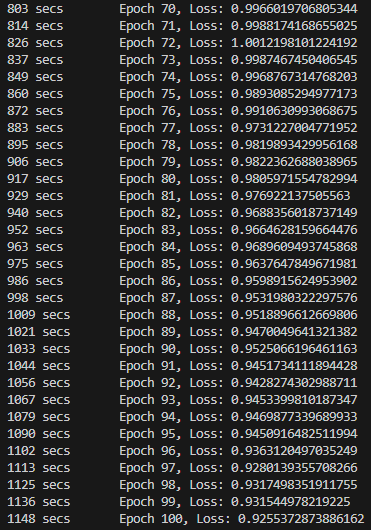 803 secs Epoch 70, Loss: 0.9966019706805344
814 secs Epoch 71, Loss: 0.9988174168655025
826 secs Epoch 72, Loss: 1.0012198101224192
837 secs Epoch 73, Loss: 0.9987467450406545
849 secs Epoch 74, Loss: 0.9968767314768203
860 secs Epoch 75, Loss: 0.9893085294977173
872 secs Epoch 76, Loss: 0.9910630993068675
883 secs Epoch 77, Loss: 0.9731227004771952
895 secs Epoch 78, Loss: 0.9819893429956168
906 secs Epoch 79, Loss: 0.9822362688038965
917 secs Epoch 80, Loss: 0.9805971554782994
929 secs Epoch 81, Loss: 0.976922137505563
940 secs Epoch 82, Loss: 0.9688356018737149
952 secs Epoch 83, Loss: 0.9664628159664476
963 secs Epoch 84, Loss: 0.9689609493745868
975 secs Epoch 85, Loss: 0.9637647849671981
986 secs Epoch 86, Loss: 0.9598915624953902
998 secs Epoch 87, Loss: 0.9531980322297576
1009 secs Epoch 88, Loss: 0.9518896612669806
1021 secs Epoch 89, Loss: 0.9470049641321382
1033 secs Epoch 90, Loss: 0.9525066196461163
1044 secs Epoch 91, Loss: 0.9451734111894428
1056 secs Epoch 92, Loss: 0.9428274302988711
1067 secs Epoch 93, Loss: 0.9453399810187347
1079 secs Epoch 94, Loss: 0.9469877339689933
1090 secs Epoch 95, Loss: 0.9450916482511994
1102 secs Epoch 96, Loss: 0.9363120497035249
1113 secs Epoch 97, Loss: 0.9280139355708266
1125 secs Epoch 98, Loss: 0.9317498351911755
1136 secs Epoch 99, Loss: 0.931544978219225
1148 secs Epoch 100, Loss: 0.9255372873886162